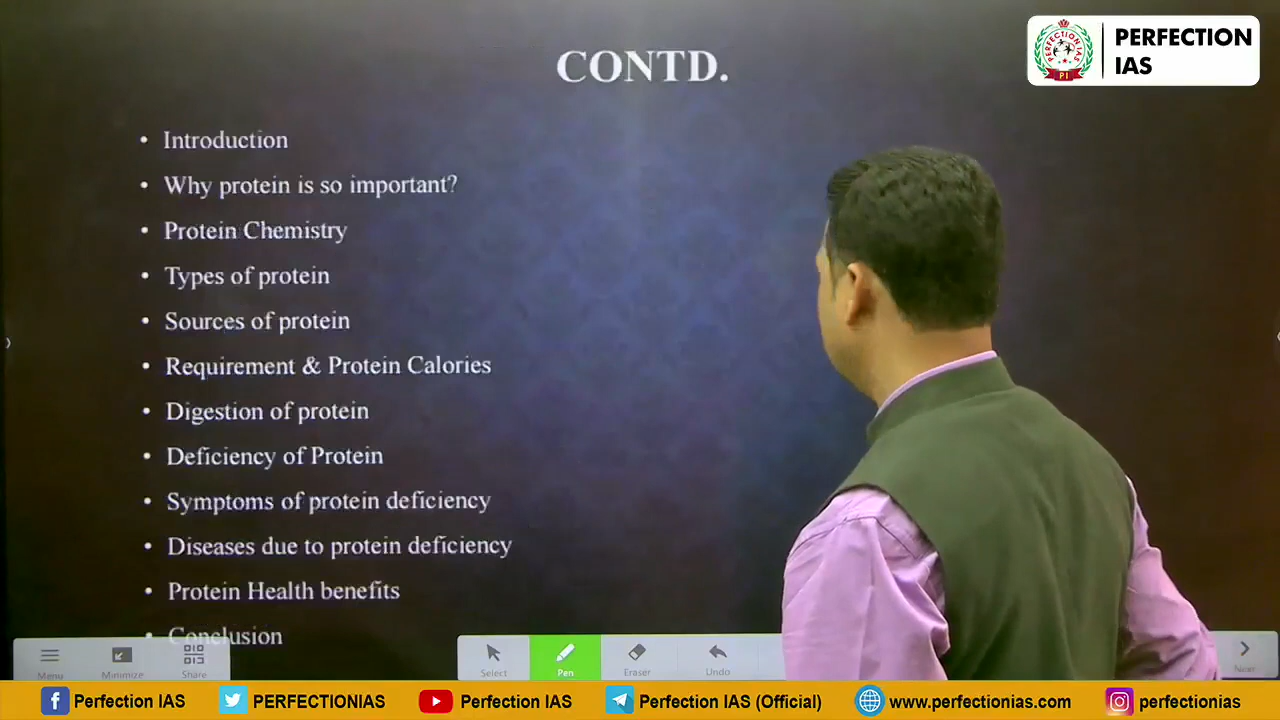 PERFECTION
IAS
PERFECTION IAS
PI
CONTD.
• Introduction
• Why protein is so important?
• Protein Chemistry
• Types of protein
• Sources of protein
• Requirement & Protein Calories
• Digestion of protein
• Deficiency of Protein
• Symptoms of protein deficiency
• Diseases due to protein deficiency
• Protein Health benefits
• Conclusion
Menu Minimize Share Select Pen Eraser Undo
Perfection IAS PERFECTIONIAS Perfection IAS Perfection IAS (Official) www.perfectionias.com perfectionias